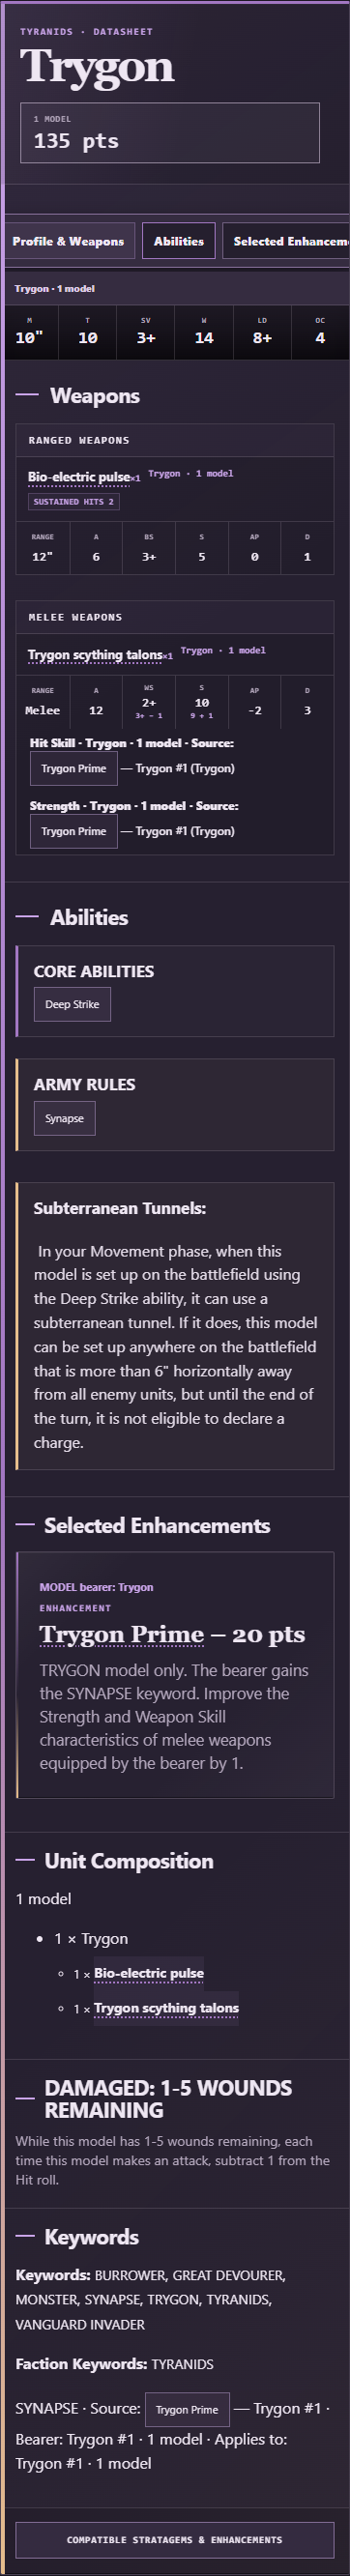 TYRANIDS · DATASHEET
Trygon
1 MODEL
135 pts
Profile & Weapons
Abilities
Selected Enhancem
Trygon · 1 model
M T SV W LD OC
10" 10 3+ 14 8+ 4
Weapons
RANGED WEAPONS
Bio-electric pulse×1 Trygon · 1 model
SUSTAINED HITS 2
RANGE A BS S AP D
12" 6 3+ 5 0 1
MELEE WEAPONS
Trygon scything talons×1 Trygon · 1 model
RANGE A WS S AP D
Melee 12 2+ 10 -2 3
3+ − 1 9 + 1
Hit Skill · Trygon · 1 model · Source:
Trygon Prime — Trygon #1 (Trygon)
Strength · Trygon · 1 model · Source:
Trygon Prime — Trygon #1 (Trygon)
Abilities
CORE ABILITIES
Deep Strike
ARMY RULES
Synapse
Subterranean Tunnels:
In your Movement phase, when this
model is set up on the battlefield using
the Deep Strike ability, it can use a
subterranean tunnel. If it does, this model
can be set up anywhere on the battlefield
that is more than 6" horizontally away
from all enemy units, but until the end of
the turn, it is not eligible to declare a
charge.
Selected Enhancements
MODEL bearer: Trygon
ENHANCEMENT
Trygon Prime – 20 pts
TRYGON model only. The bearer gains
the SYNAPSE keyword. Improve the
Strength and Weapon Skill
characteristics of melee weapons
equipped by the bearer by 1.
Unit Composition
1 model
• 1 × Trygon
◦ 1 × Bio-electric pulse
◦ 1 × Trygon scything talons
DAMAGED: 1-5 WOUNDS
REMAINING
While this model has 1-5 wounds remaining, each
time this model makes an attack, subtract 1 from the
Hit roll.
Keywords
Keywords: BURROWER, GREAT DEVOURER,
MONSTER, SYNAPSE, TRYGON, TYRANIDS,
VANGUARD INVADER
Faction Keywords: TYRANIDS
SYNAPSE · Source: Trygon Prime — Trygon #1 ·
Bearer: Trygon #1 · 1 model · Applies to:
Trygon #1 · 1 model
COMPATIBLE STRATAGEMS & ENHANCEMENTS